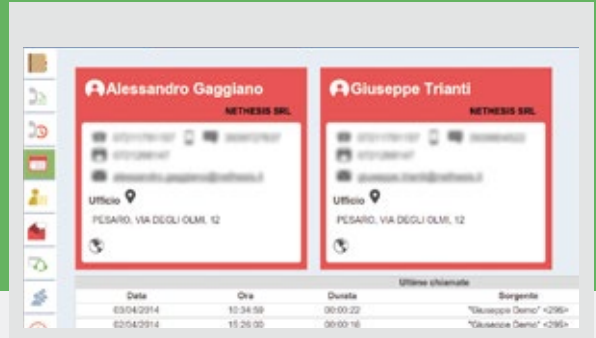 Alessandro Gaggiano
NETHESIS SRL
Ufficio
PESARO, VIA DEGLI OLMI, 12
Giuseppe Trianti
NETHESIS SRL
Ufficio
PESARO, VIA DEGLI OLMI, 12
Ultime chiamate
Data Ora Durata Sorgente
03/04/2014 10:34:59 00:00:22 "Giuseppe Demo" <296>
02/04/2014 15:26:00 00:00:16 "Giuseppe Demo" <296>